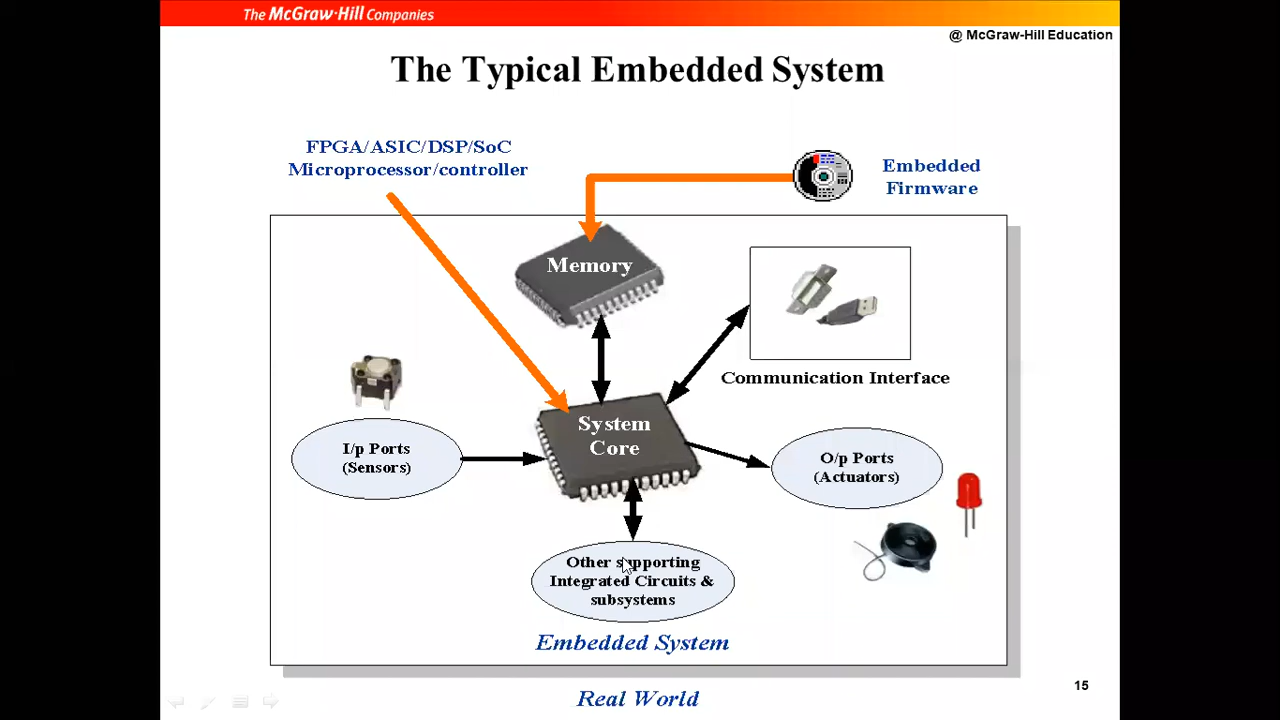 The McGraw·Hill Companies
@ McGraw-Hill Education
The Typical Embedded System
FPGA/ASIC/DSP/SoC
Microprocessor/controller
Embedded
Firmware
Memory
Communication Interface
System
Core
I/p Ports
(Sensors)
O/p Ports
(Actuators)
Other supporting
Integrated Circuits &
subsystems
Embedded System
15
Real World